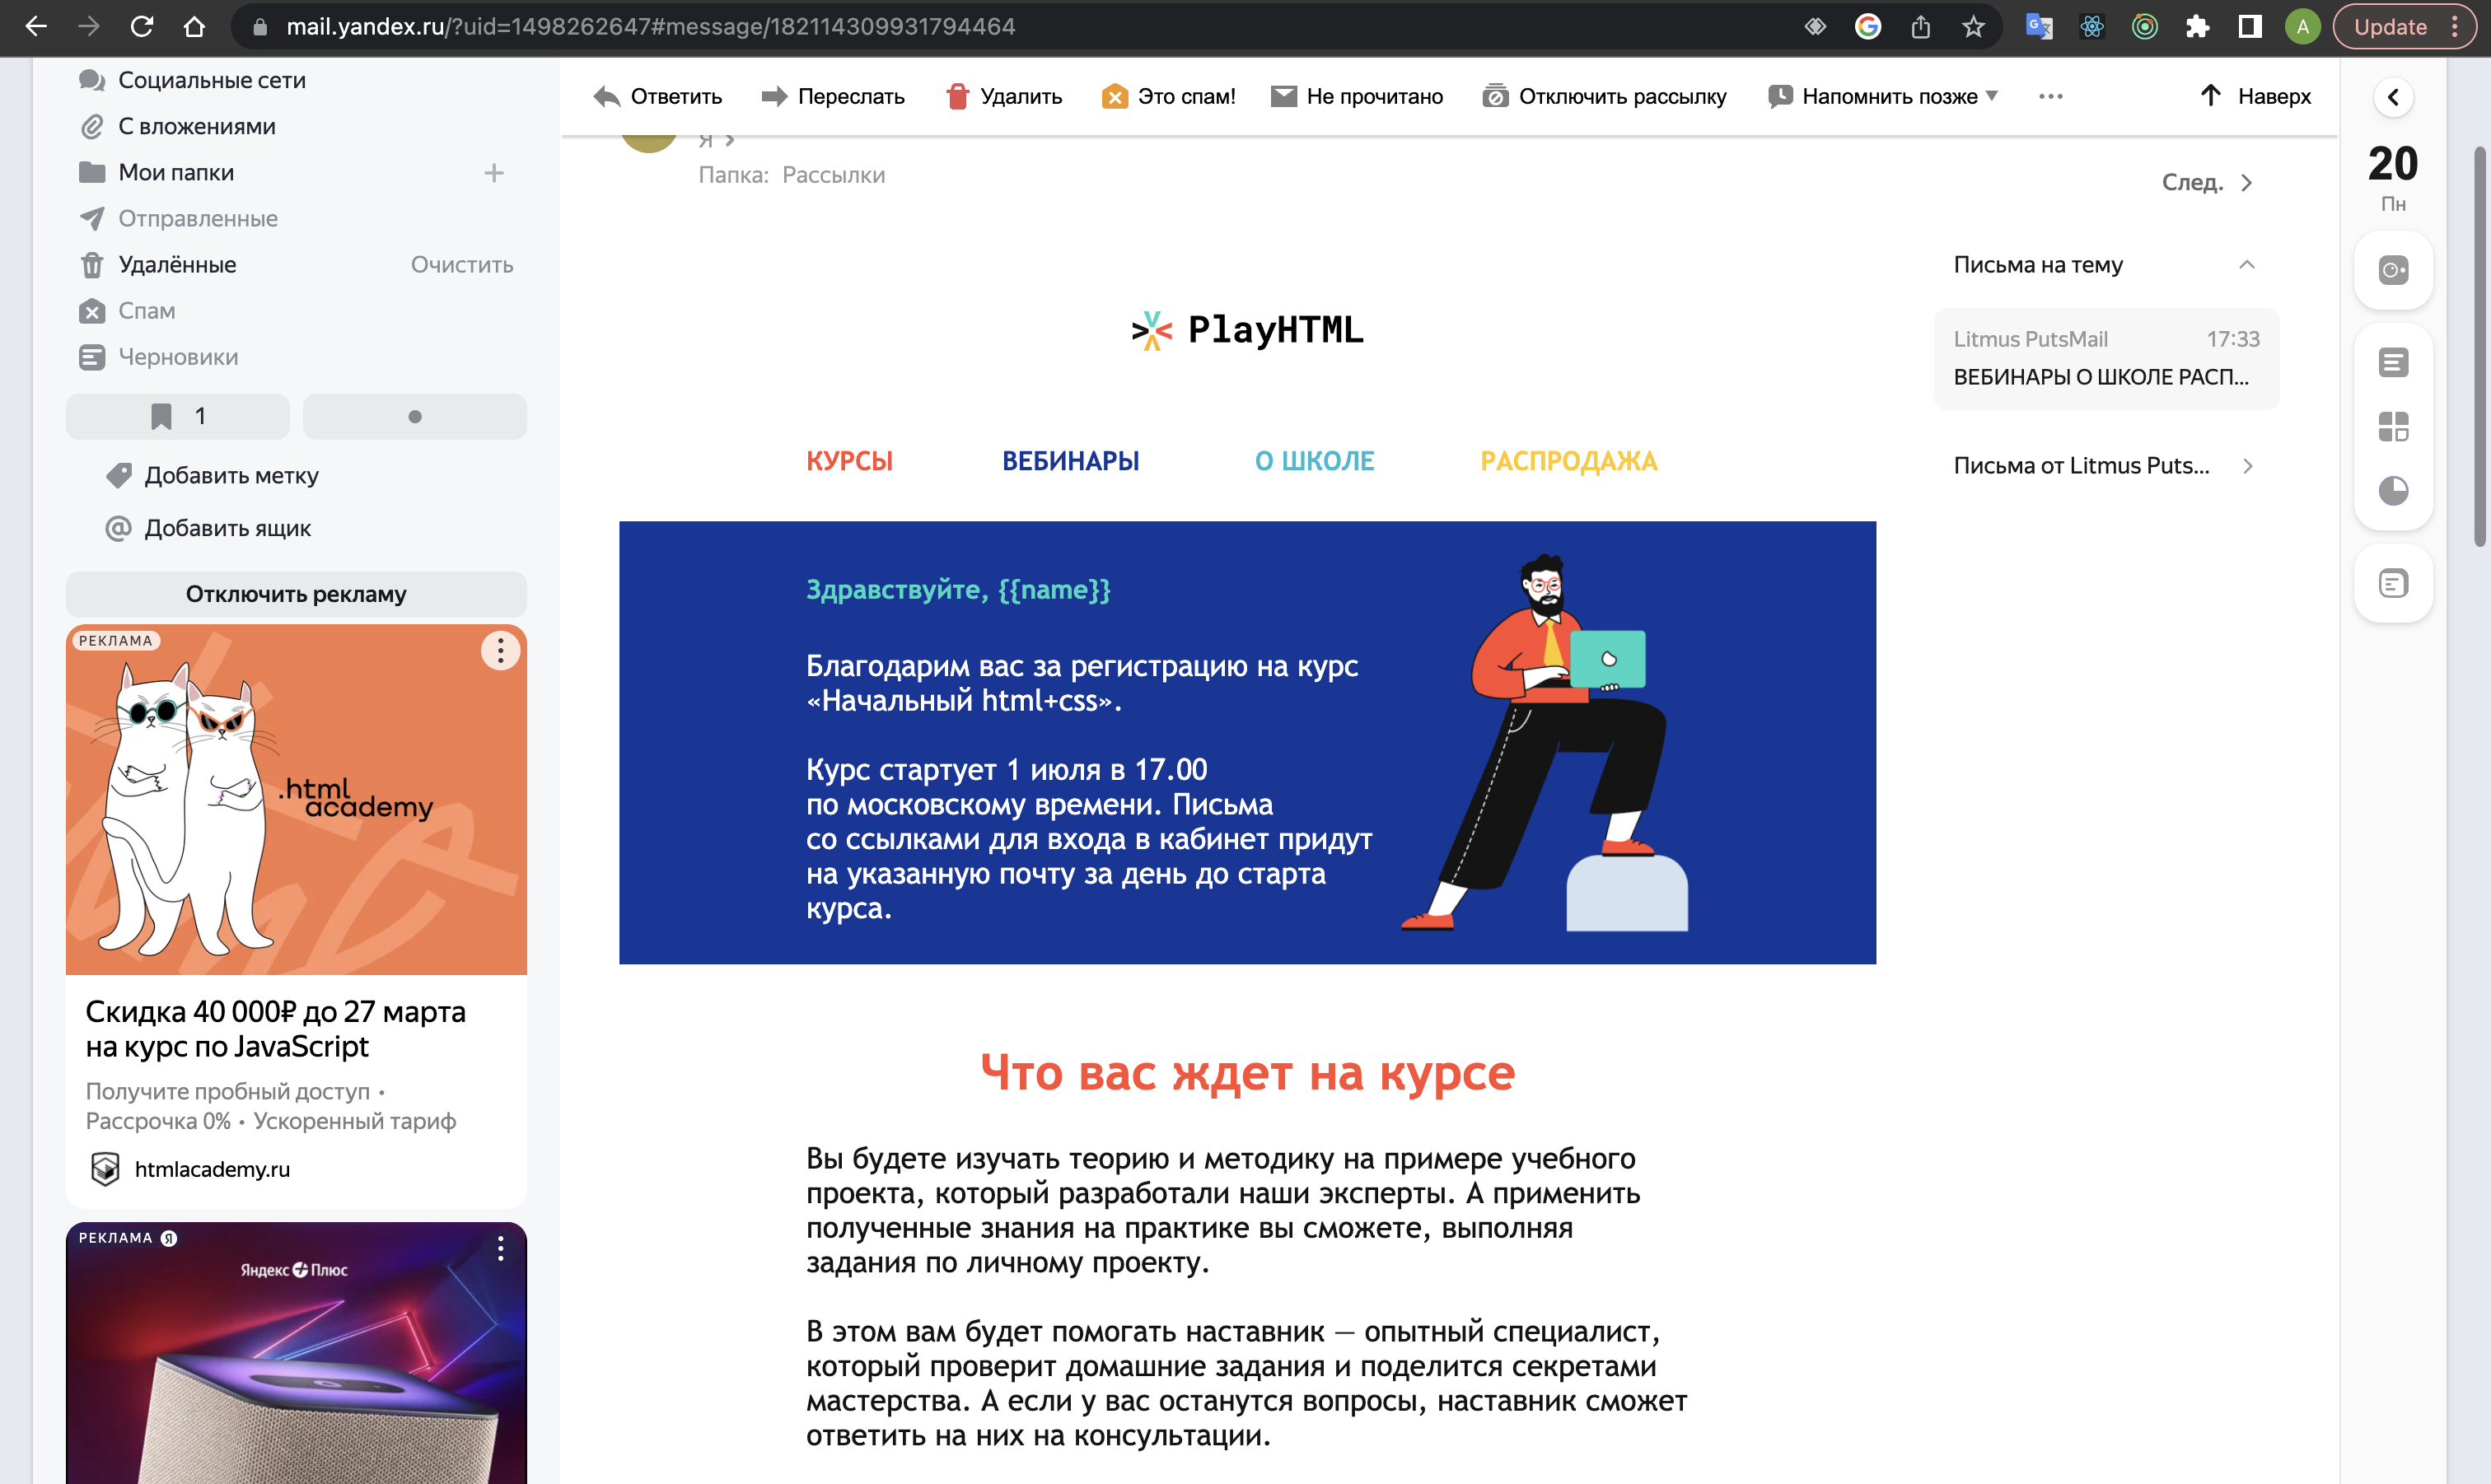 mail.yandex.ru/?uid=1498262647#message/182114309931794464
A
Update
Социальные сети
С вложениями
Мои папки
Отправленные
Удалённые
Очистить
Спам
Черновики
1
Добавить метку
Добавить ящик
Отключить рекламу
РЕКЛАМА
.html
academy
Скидка 40 000₽ до 27 марта
на курс по JavaScript
Получите пробный доступ •
Рассрочка 0% • Ускоренный тариф
htmlacademy.ru
РЕКЛАМА Я
Яндекс Плюс
Ответить
Переслать
Удалить
Это спам!
Не прочитано
Отключить рассылку
Напомнить позже
Наверх
Я
Папка: Рассылки
След.
PlayHTML
КУРСЫ
ВЕБИНАРЫ
О ШКОЛЕ
РАСПРОДАЖА
Здравствуйте, {{name}}
Благодарим вас за регистрацию на курс
«Начальный html+css».
Курс стартует 1 июля в 17.00
по московскому времени. Письма
со ссылками для входа в кабинет придут
на указанную почту за день до старта
курса.
Что вас ждет на курсе
Вы будете изучать теорию и методику на примере учебного
проекта, который разработали наши эксперты. А применить
полученные знания на практике вы сможете, выполняя
задания по личному проекту.
В этом вам будет помогать наставник — опытный специалист,
который проверит домашние задания и поделится секретами
мастерства. А если у вас останутся вопросы, наставник сможет
ответить на них на консультации.
Письма на тему
Litmus PutsMail
17:33
ВЕБИНАРЫ О ШКОЛЕ РАСП...
Письма от Litmus Puts...
20
Пн